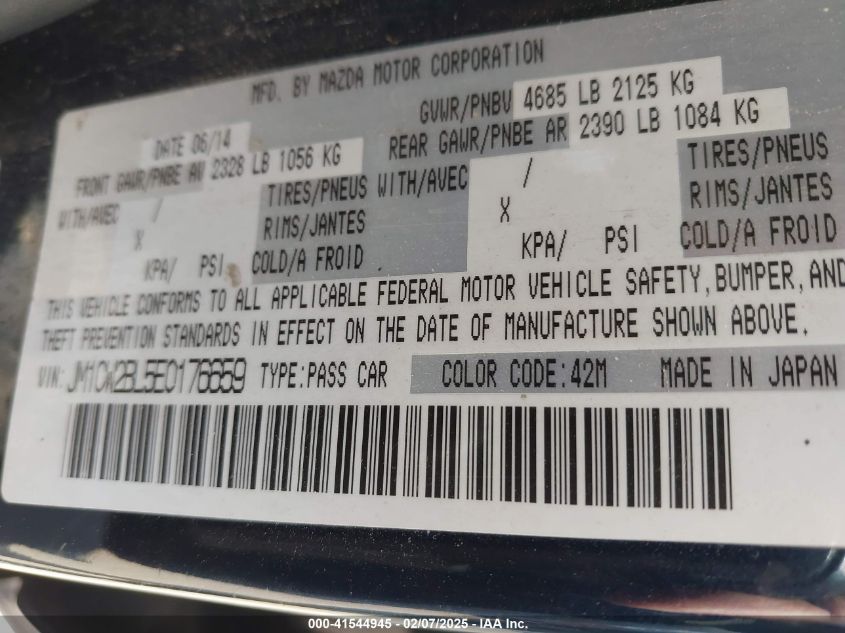 MFD. BY MAZDA MOTOR CORPORATION
DATE 06/14 GVWR/PNBV 4685 LB 2125 KG
FRONT GAWR/PNBE AV 2328 LB 1056 KG REAR GAWR/PNBE AR 2390 LB 1084 KG
WITH/AVEC / TIRES/PNEUS WITH/AVEC / TIRES/PNEUS
X RIMS/JANTES X RIMS/JANTES
KPA/ PSI COLD/A FROID KPA/ PSI COLD/A FROID
THIS VEHICLE CONFORMS TO ALL APPLICABLE FEDERAL MOTOR VEHICLE SAFETY, BUMPER, AND
THEFT PREVENTION STANDARDS IN EFFECT ON THE DATE OF MANUFACTURE SHOWN ABOVE.
VIN: JM1CW2BL5E0176659 TYPE: PASS CAR COLOR CODE: 42M MADE IN JAPAN
000-41544945 - 02/07/2025 - IAA Inc.